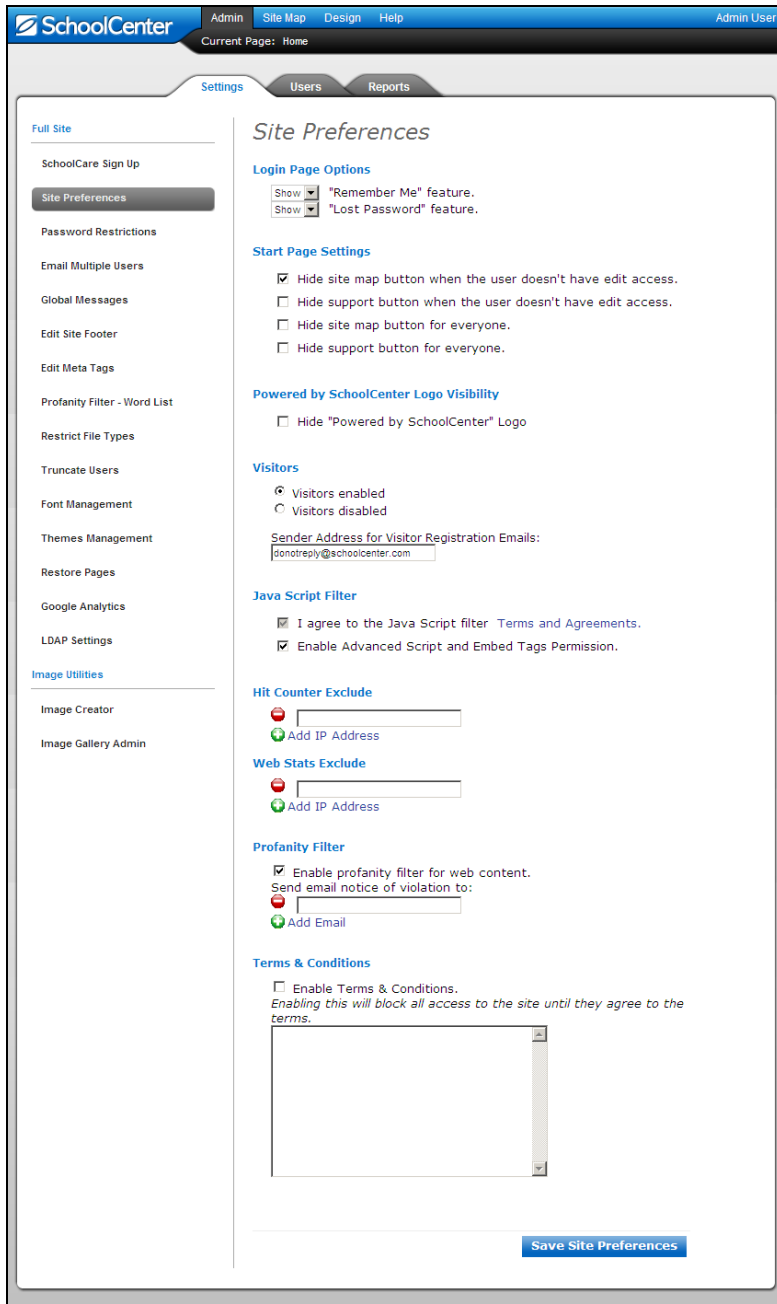 SchoolCenter
Admin Site Map Design Help Admin User
Current Page: Home
Settings Users Reports
Full Site
SchoolCare Sign Up
Site Preferences
Password Restrictions
Email Multiple Users
Global Messages
Edit Site Footer
Edit Meta Tags
Profanity Filter - Word List
Restrict File Types
Truncate Users
Font Management
Themes Management
Restore Pages
Google Analytics
LDAP Settings
Image Utilities
Image Creator
Image Gallery Admin
Site Preferences
Login Page Options
Show "Remember Me" feature.
Show "Lost Password" feature.
Start Page Settings
Hide site map button when the user doesn't have edit access.
Hide support button when the user doesn't have edit access.
Hide site map button for everyone.
Hide support button for everyone.
Powered by SchoolCenter Logo Visibility
Hide "Powered by SchoolCenter" Logo
Visitors
Visitors enabled
Visitors disabled
Sender Address for Visitor Registration Emails:
donotreply@schoolcenter.com
Java Script Filter
I agree to the Java Script filter Terms and Agreements.
Enable Advanced Script and Embed Tags Permission.
Hit Counter Exclude
Add IP Address
Web Stats Exclude
Add IP Address
Profanity Filter
Enable profanity filter for web content.
Send email notice of violation to:
Add Email
Terms & Conditions
Enable Terms & Conditions.
Enabling this will block all access to the site until they agree to the
terms.
Save Site Preferences